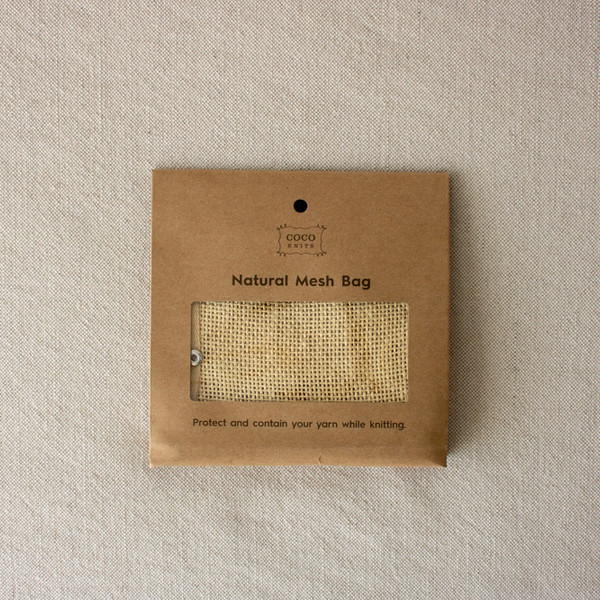 COCO
KNITS
Natural Mesh Bag
Protect and contain your yarn while knitting.